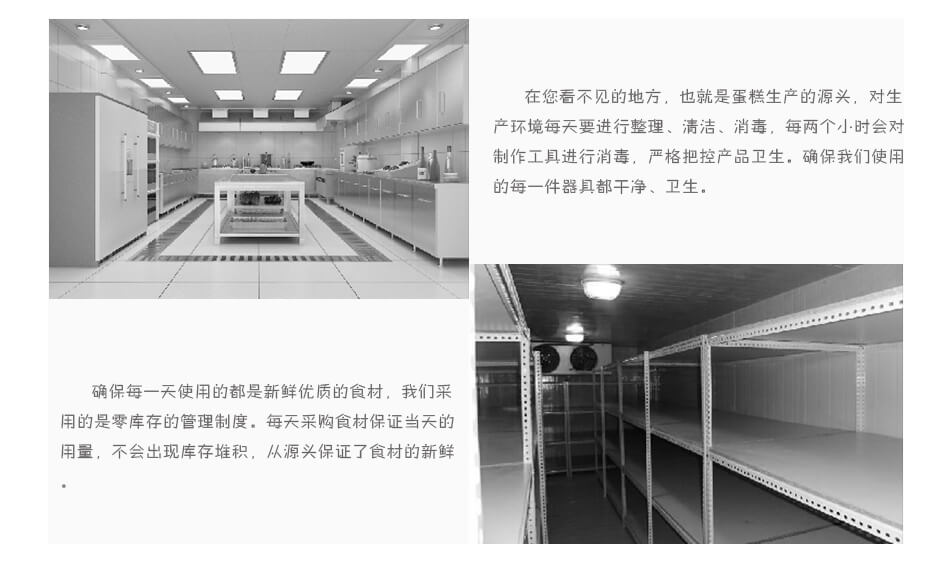 在您看不见的地方，也就是蛋糕生产的源头，对生
产环境每天要进行整理、清洁、消毒，每两个小时会对
制作工具进行消毒，严格把控产品卫生。确保我们使用
的每一件器具都干净、卫生。
确保每一天使用的都是新鲜优质的食材，我们采
用的是零库存的管理制度。每天采购食材保证当天的
用量，不会出现库存堆积，从源头保证了食材的新鲜
。